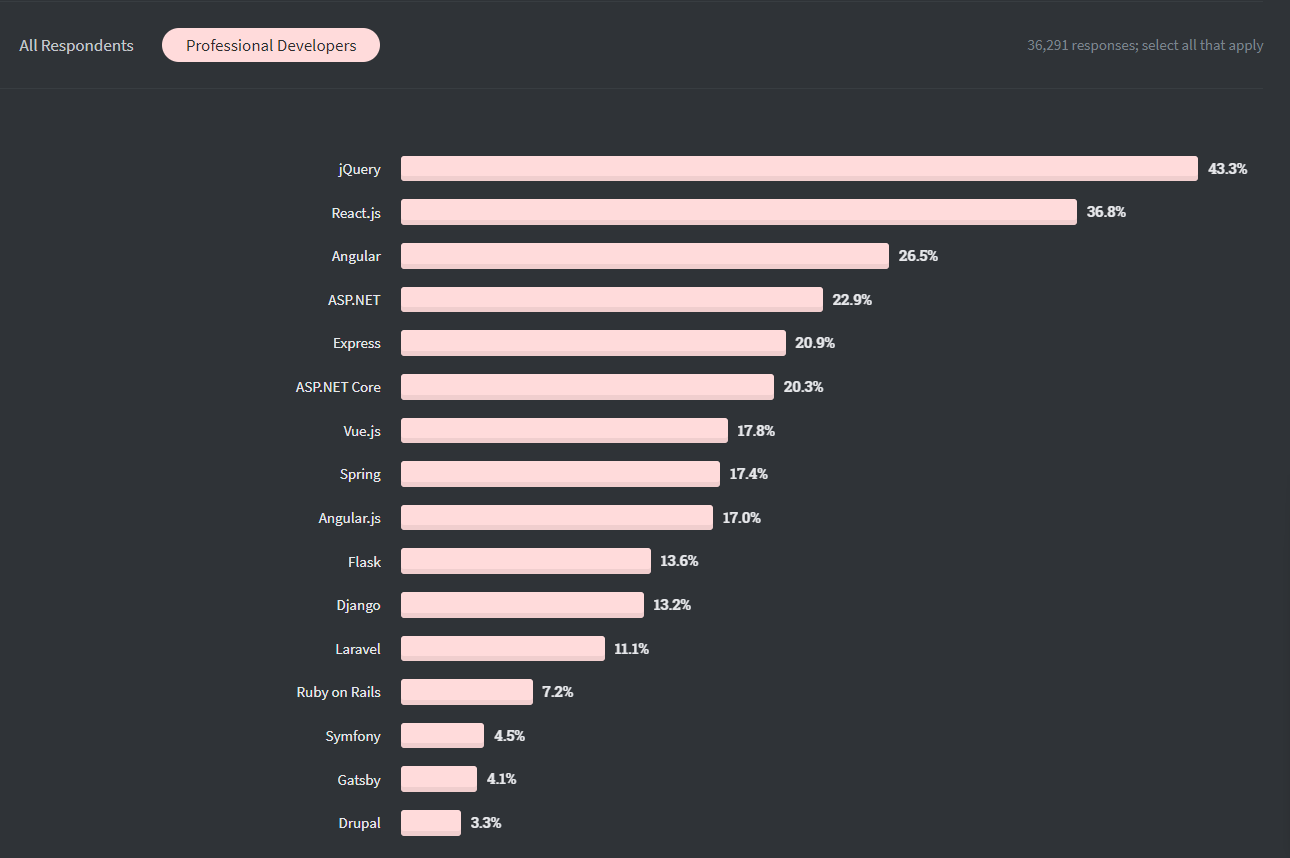 All Respondents Professional Developers 36,291 responses; select all that apply
jQuery 43.3%
React.js 36.8%
Angular 26.5%
ASP.NET 22.9%
Express 20.9%
ASP.NET Core 20.3%
Vue.js 17.8%
Spring 17.4%
Angular.js 17.0%
Flask 13.6%
Django 13.2%
Laravel 11.1%
Ruby on Rails 7.2%
Symfony 4.5%
Gatsby 4.1%
Drupal 3.3%